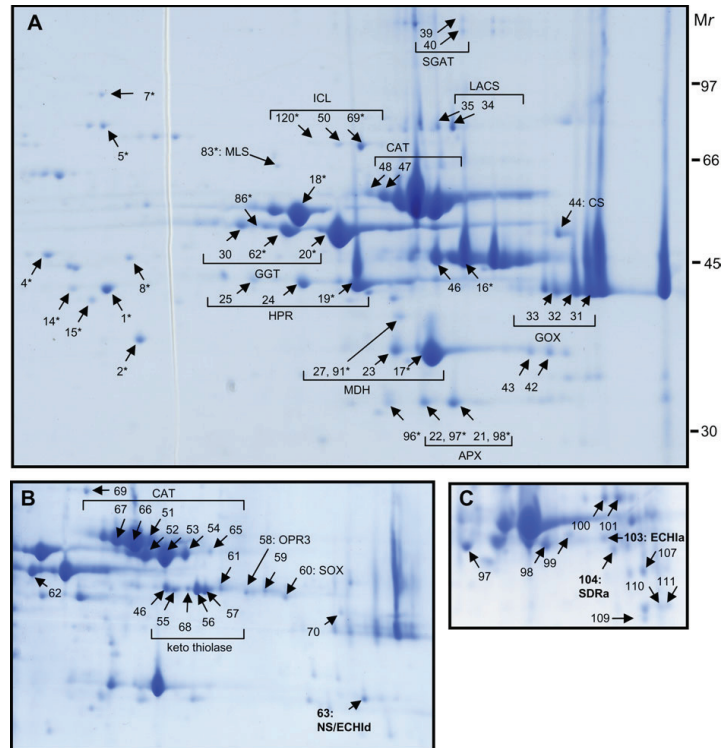 A
Mr
39
40
SGAT
7*
97
ICL
LACS
120* 50 69*
35 34
5*
83*: MLS
66
CAT
48 47
18*
86*
44: CS
30 62* 20*
45
GGT
4*
8*
46 16*
25 24 19*
HPR
33 32 31
14*
15* 1*
GOX
2*
27, 91* 23 17*
43 42
MDH
96* 22, 97* 21, 98*
30
APX
B
69
CAT
67 66 51
52 53 54 65
58: OPR3
61 59
60: SOX
62
46
55 68 56 57
keto thiolase
70
63:
NS/ECHId
C
100 101
103: ECHIa
97 98 99
107
104:
SDRa
110 111
109